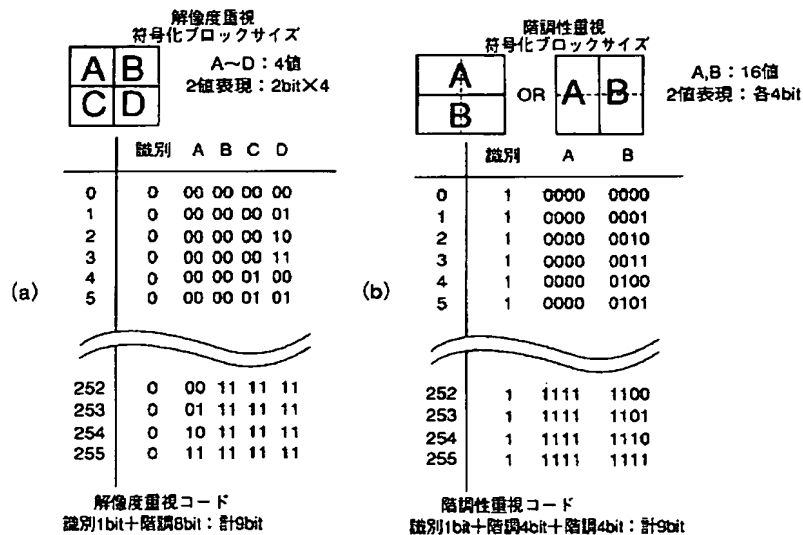 解像度重視
符号化ブロックサイズ
A B
C D
A～D：4値
2値表現：2bit×4
識別 A B C D
0 0 00 00 00 00
1 0 00 00 00 01
2 0 00 00 00 10
3 0 00 00 00 11
4 0 00 00 01 00
5 0 00 00 01 01
(a)
252 0 00 11 11 11
253 0 01 11 11 11
254 0 10 11 11 11
255 0 11 11 11 11
解像度重視コード
識別1bit＋階調8bit：計9bit
階調性重視
符号化ブロックサイズ
A
B
OR
A B
A,B：16値
2値表現：各4bit
識別 A B
0 1 0000 0000
1 1 0000 0001
2 1 0000 0010
3 1 0000 0011
4 1 0000 0100
5 1 0000 0101
(b)
252 1 1111 1100
253 1 1111 1101
254 1 1111 1110
255 1 1111 1111
階調性重視コード
識別1bit＋階調4bit＋階調4bit：計9bit